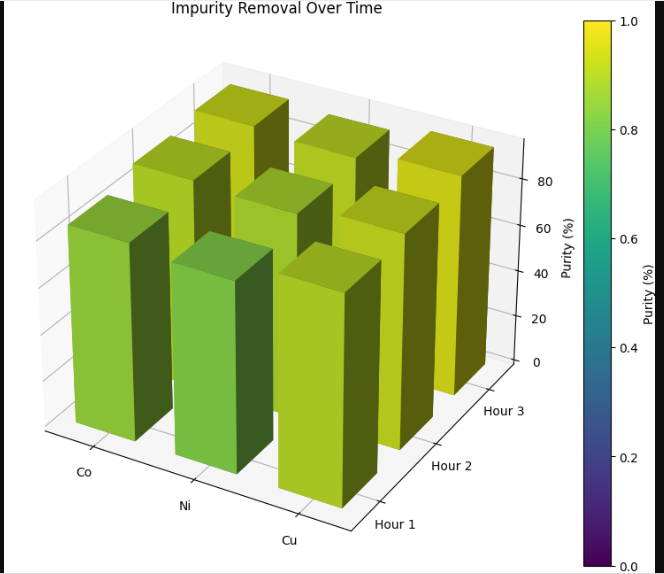 Impurity Removal Over Time
1.0
0.8
0.6
0.4
0.2
0.0
Purity (%)
80
60
40
20
0
Purity (%)
Hour 3
Hour 2
Hour 1
Co
Ni
Cu